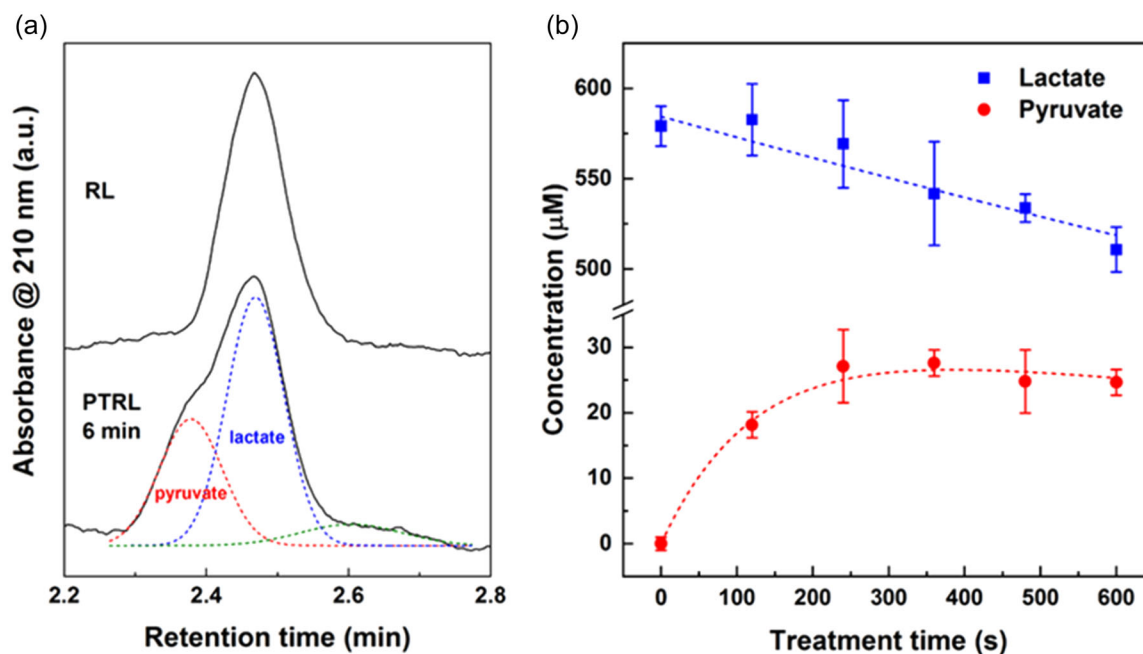 (a)
Absorbance @ 210 nm (a.u.)
RL
PTRL
6 min
pyruvate
lactate
2.2
2.4
2.6
2.8
Retention time (min)
(b)
Concentration (μM)
600
550
500
30
20
10
0
Lactate
Pyruvate
0
100
200
300
400
500
600
Treatment time (s)